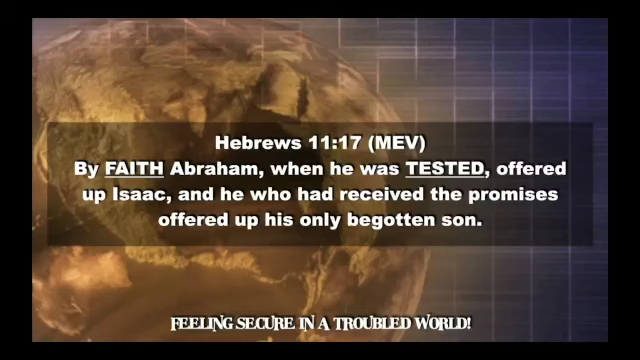 Hebrews 11:17 (MEV)
By FAITH Abraham, when he was TESTED, offered
up Isaac, and he who had received the promises
offered up his only begotten son.
FEELING SECURE IN A TROUBLED WORLD!